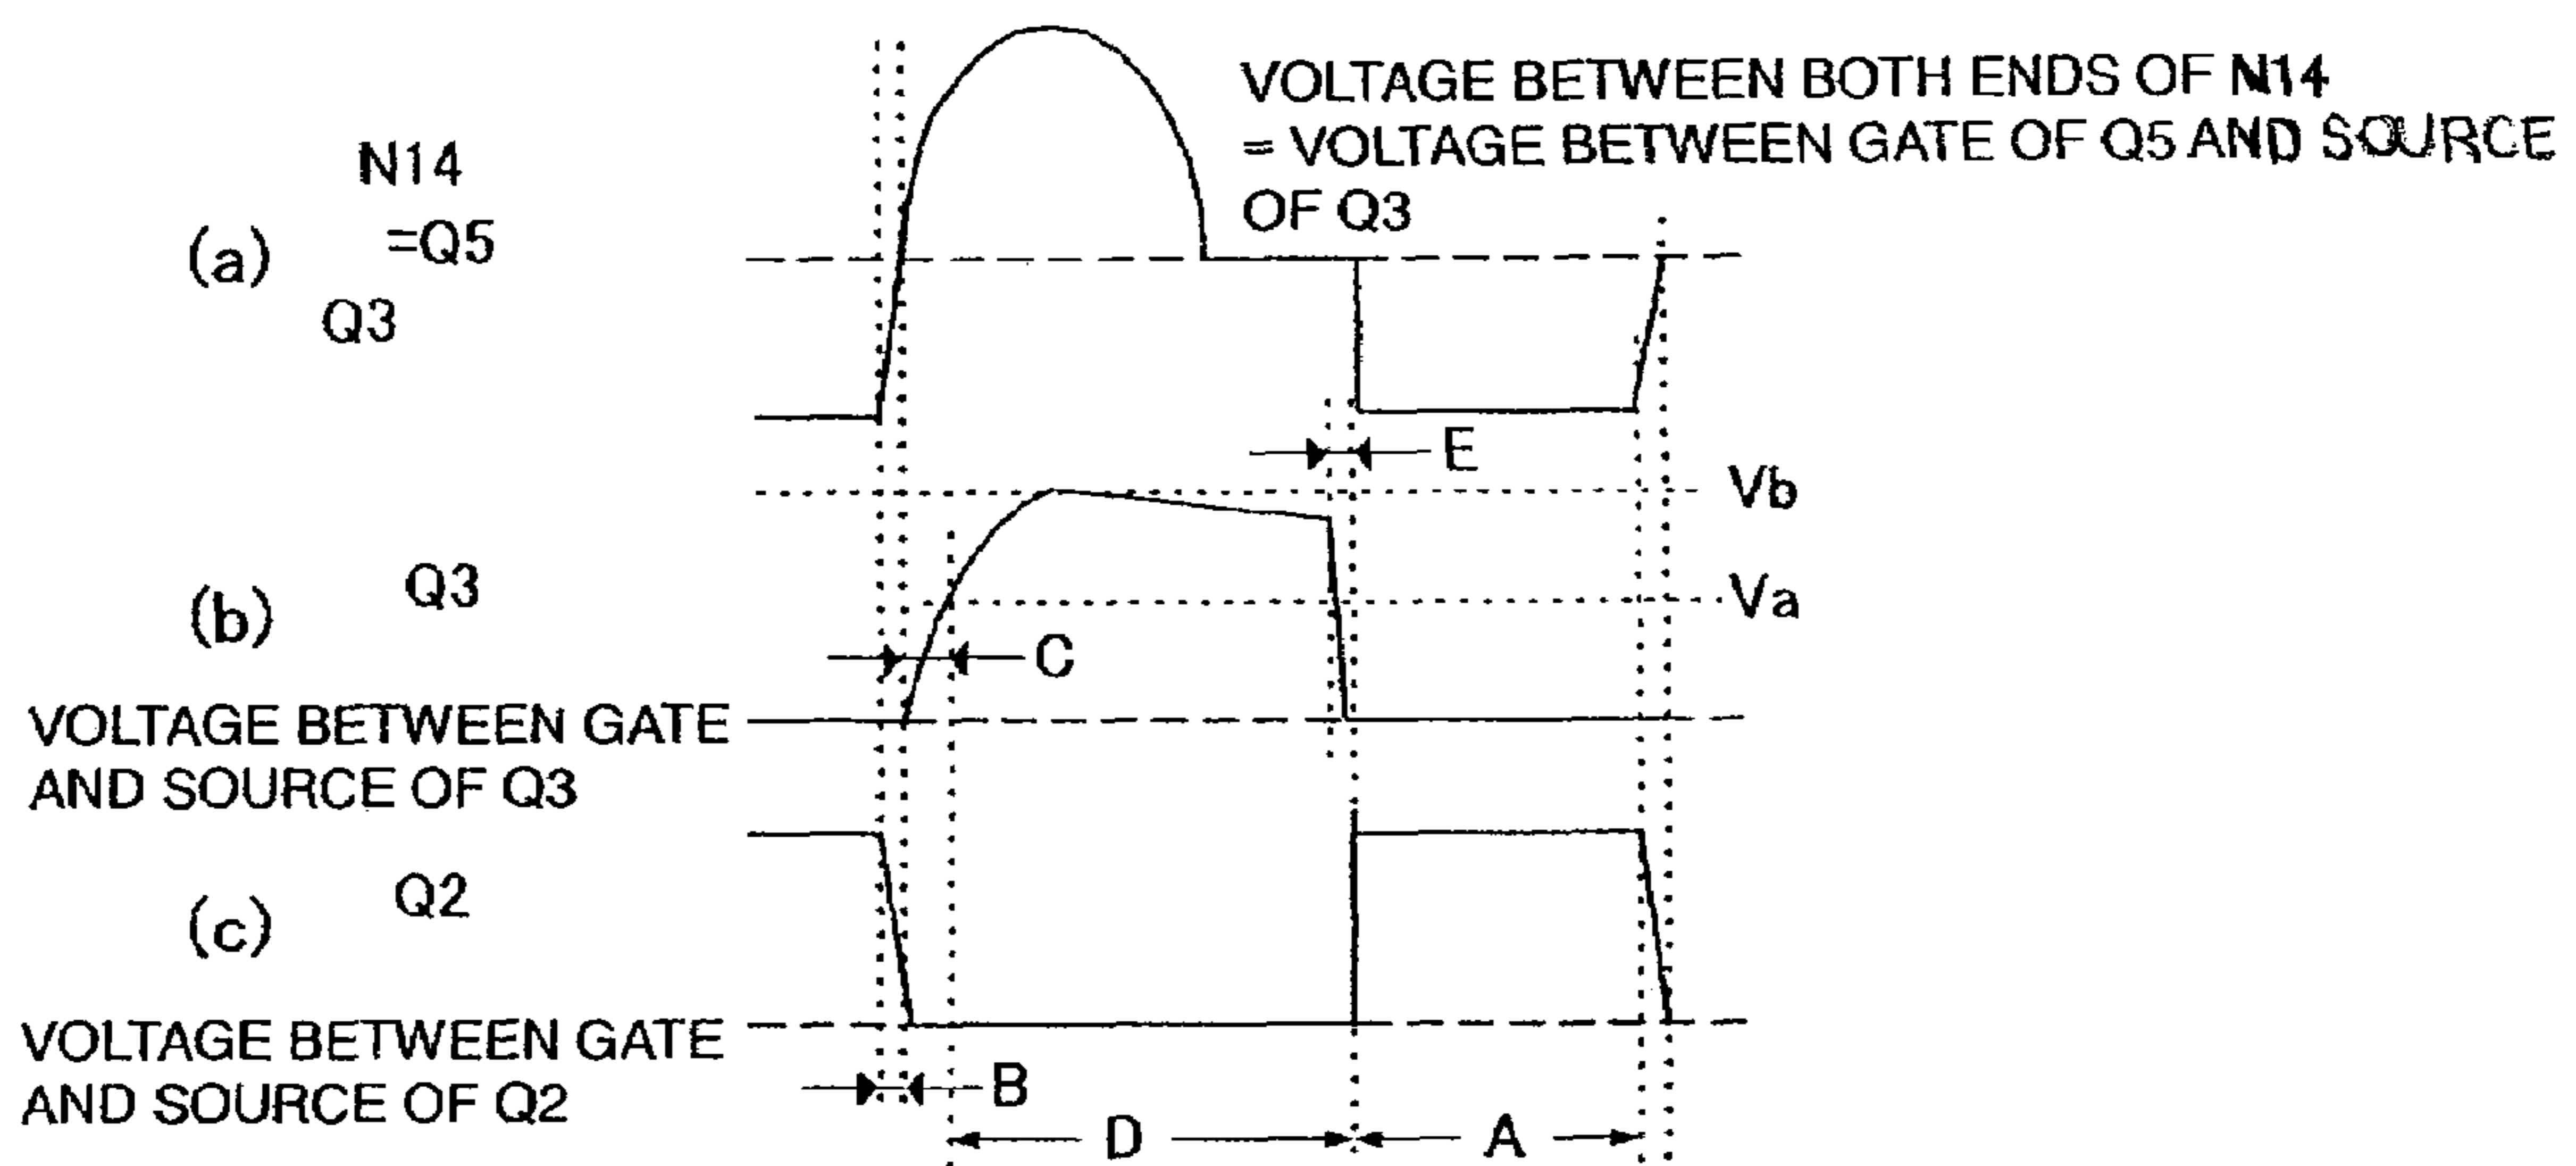 VOLTAGE BETWEEN BOTH ENDS OF N14
= VOLTAGE BETWEEN GATE OF Q5 AND SOURCE
OF Q3
N14
(a) =Q5
Q3
E
Vb
(b) Q3
Va
C
VOLTAGE BETWEEN GATE
AND SOURCE OF Q3
(c) Q2
VOLTAGE BETWEEN GATE
AND SOURCE OF Q2
B
D
A